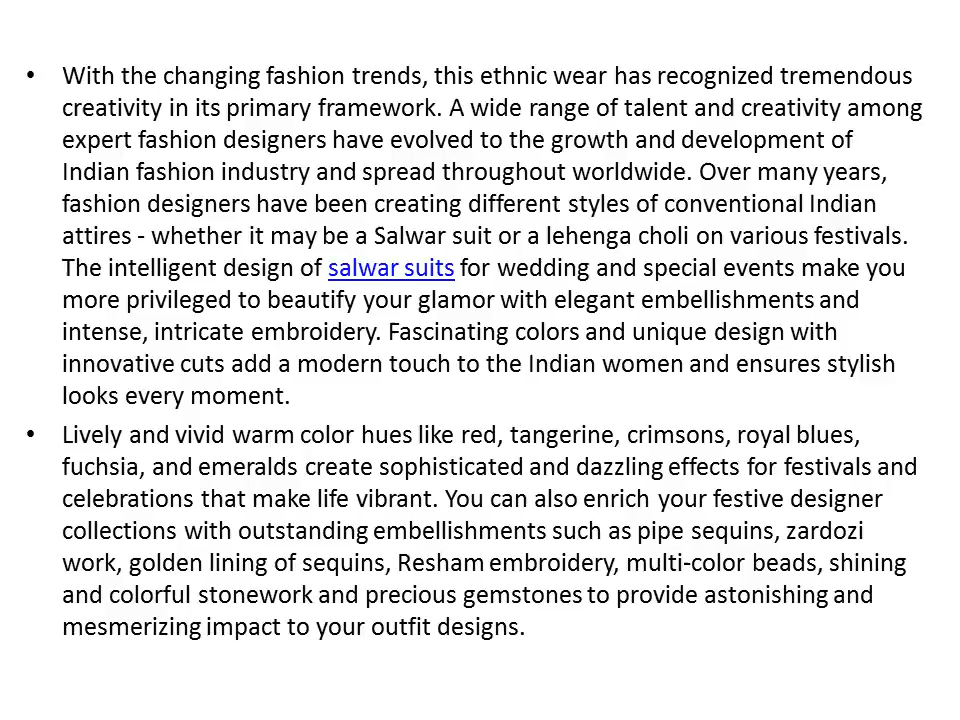 • With the changing fashion trends, this ethnic wear has recognized tremendous
creativity in its primary framework. A wide range of talent and creativity among
expert fashion designers have evolved to the growth and development of
Indian fashion industry and spread throughout worldwide. Over many years,
fashion designers have been creating different styles of conventional Indian
attires - whether it may be a Salwar suit or a lehenga choli on various festivals.
The intelligent design of salwar suits for wedding and special events make you
more privileged to beautify your glamor with elegant embellishments and
intense, intricate embroidery. Fascinating colors and unique design with
innovative cuts add a modern touch to the Indian women and ensures stylish
looks every moment.
• Lively and vivid warm color hues like red, tangerine, crimsons, royal blues,
fuchsia, and emeralds create sophisticated and dazzling effects for festivals and
celebrations that make life vibrant. You can also enrich your festive designer
collections with outstanding embellishments such as pipe sequins, zardozi
work, golden lining of sequins, Resham embroidery, multi-color beads, shining
and colorful stonework and precious gemstones to provide astonishing and
mesmerizing impact to your outfit designs.